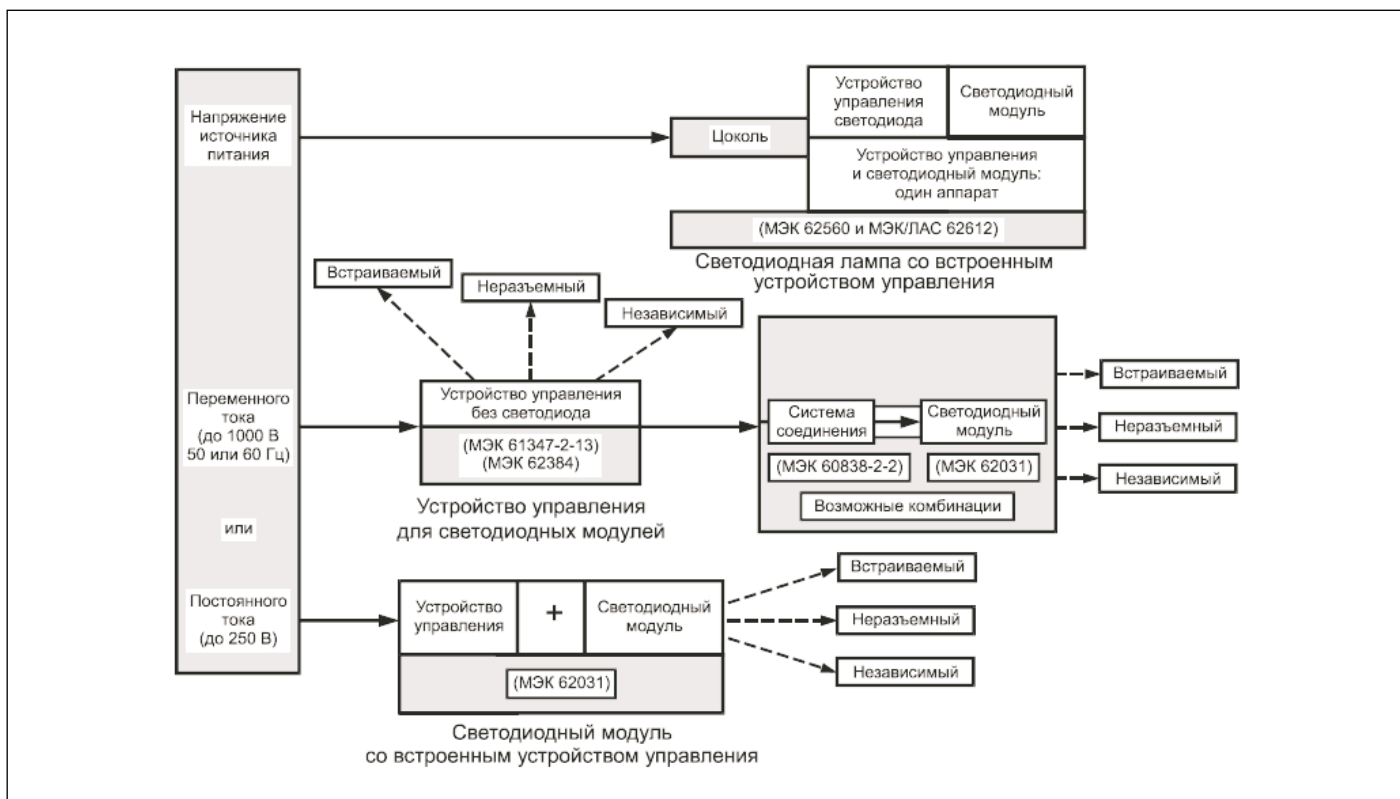 Напряжение
источника
питания
Переменного
тока
(до 1000 В
50 или 60 Гц)
или
Постоянного
тока
(до 250 В)
Цоколь
Устройство
управления
светодиода
Светодиодный
модуль
Устройство управления
и светодиодный модуль:
один аппарат
(МЭК 62560 и МЭК/ЛАС 62612)
Светодиодная лампа со встроенным
устройством управления
Встраиваемый
Неразъемный
Независимый
Устройство управления
без светодиода
(МЭК 61347-2-13)
(МЭК 62384)
Устройство управления
для светодиодных модулей
Система
соединения
Светодиодный
модуль
(МЭК 60838-2-2)
(МЭК 62031)
Возможные комбинации
Встраиваемый
Неразъемный
Независимый
Устройство
управления
+
Светодиодный
модуль
(МЭК 62031)
Светодиодный модуль
со встроенным устройством управления
Встраиваемый
Неразъемный
Независимый